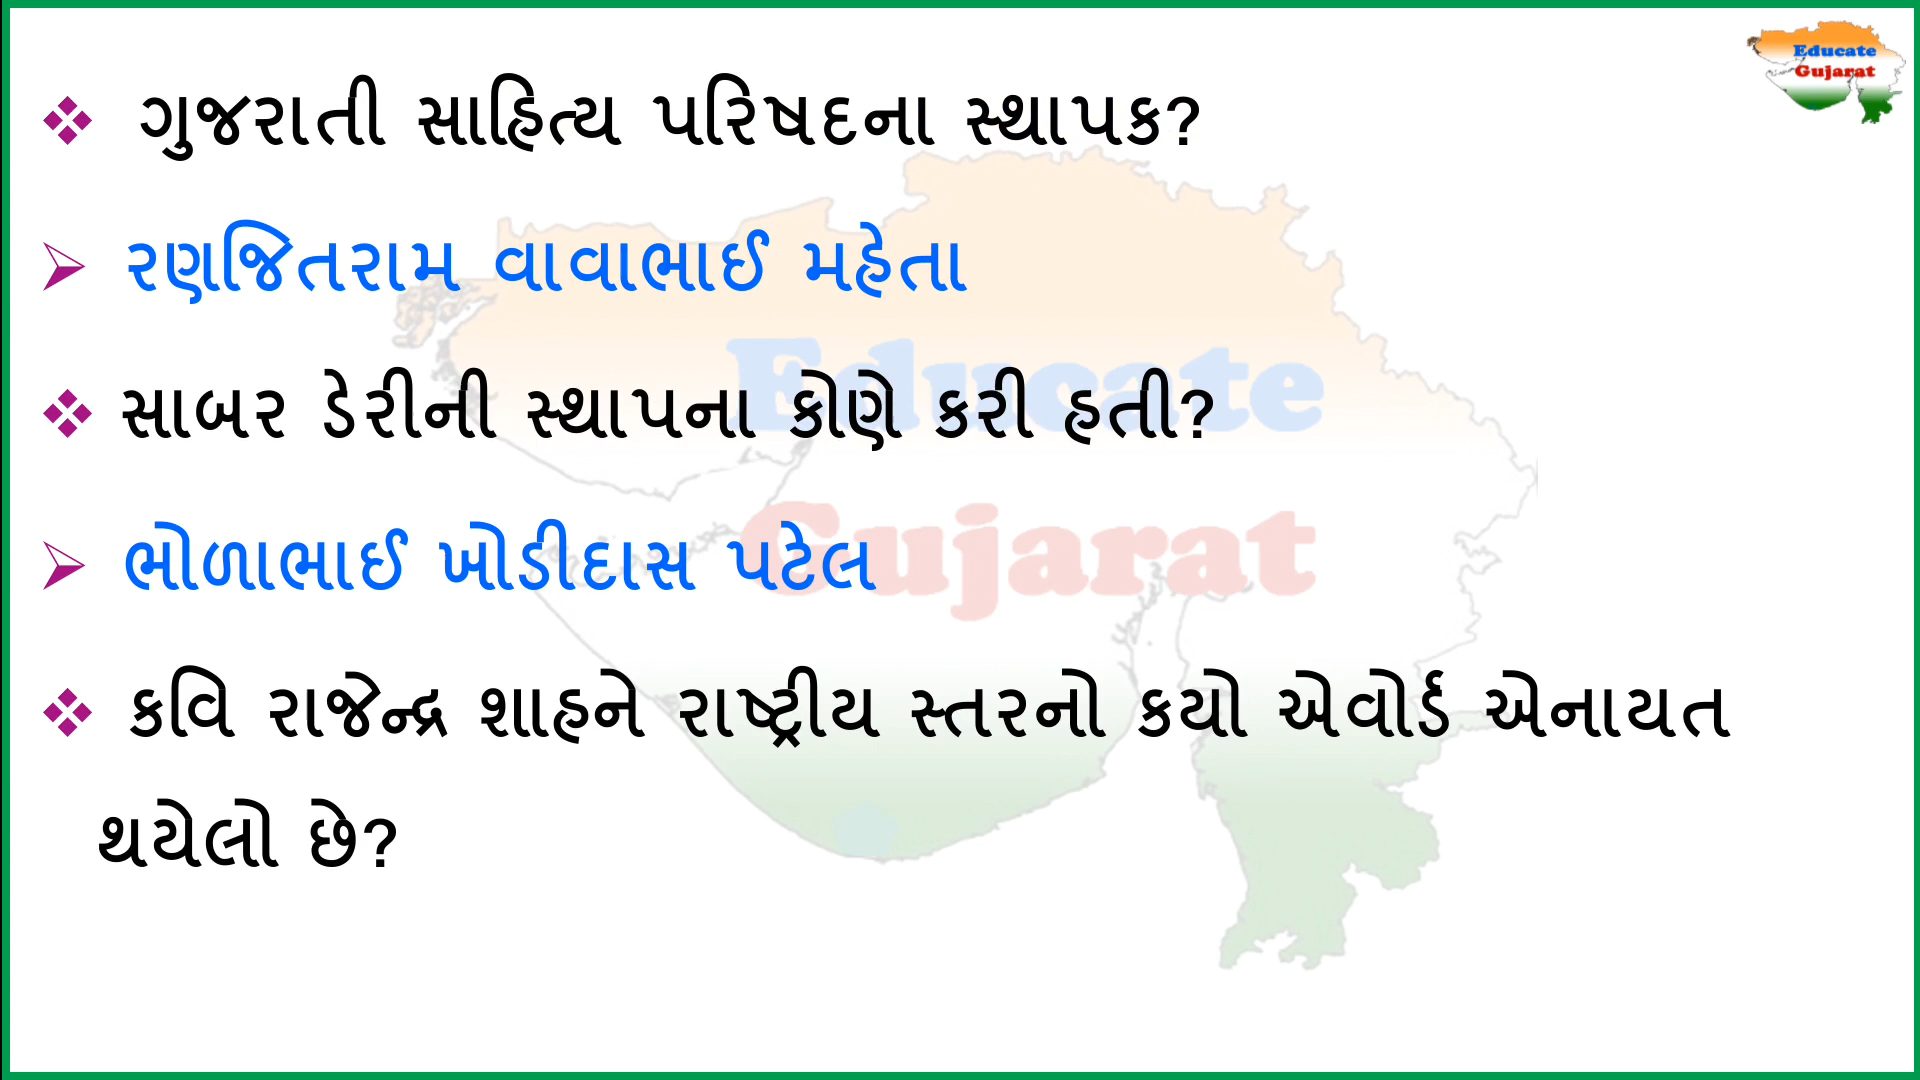 Educate
Gujarat
❖ ગુજરાતી સાહિત્ય પરિષદના સ્થાપક?
➢ રણજિતરામ વાવાભાઈ મહેતા
❖ સાબર ડેરીની સ્થાપના કોણે કરી હતી?
➢ ભોળાભાઈ ખોડીદાસ પટેલ
❖ કવિ રાજેન્દ્ર શાહને રાષ્ટ્રીય સ્તરનો કયો એવોર્ડ એનાયત
થયેલો છે?
Educate
Gujarat